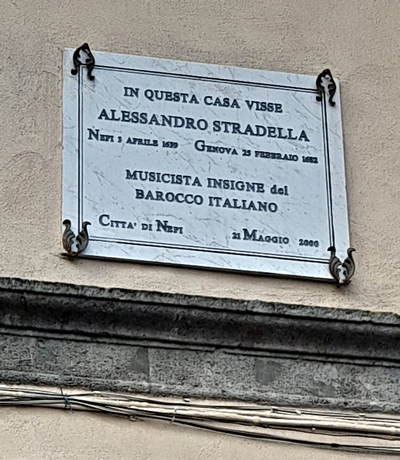 IN QUESTA CASA VISSE
ALESSANDRO STRADELLA
NEPI 3 APRILE 1639 GENOVA 25 FEBBRAIO 1682
MUSICISTA INSIGNE del
BAROCCO ITALIANO
CITTA' DI NEPI 21 MAGGIO 2000